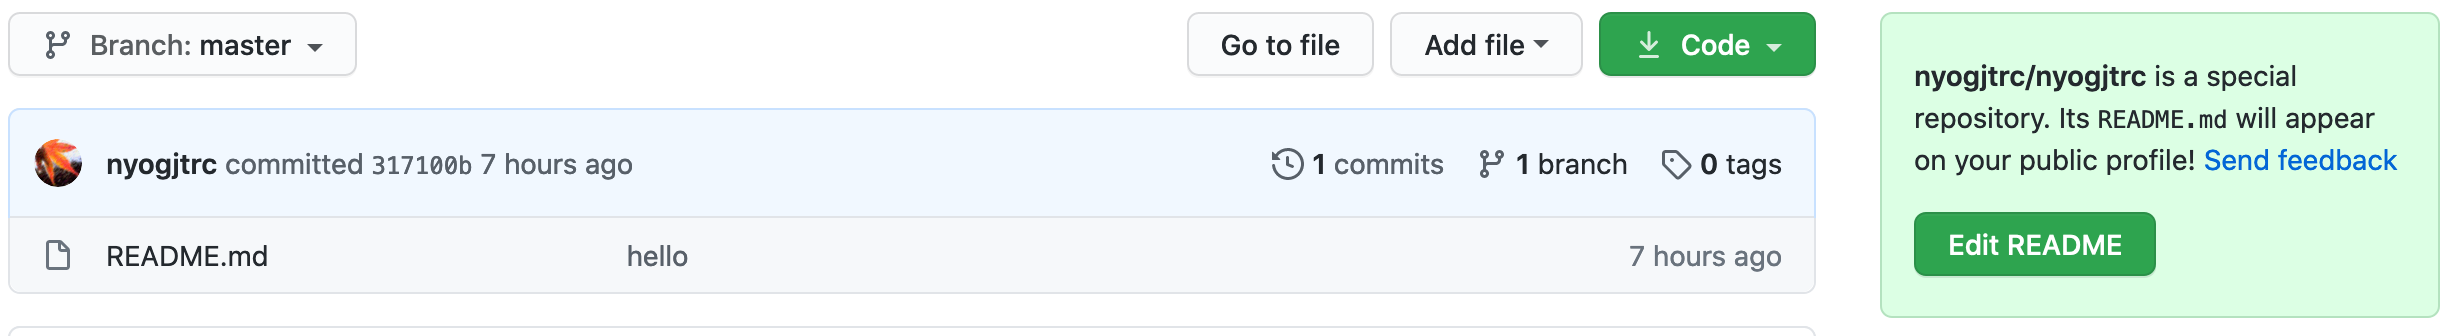 Branch: master
Go to file
Add file
Code
nyogjtrc committed 317100b 7 hours ago
1 commits
1 branch
0 tags
README.md
hello
7 hours ago
nyogjtrc/nyogjtrc is a special
repository. Its README.md will appear
on your public profile! Send feedback
Edit README